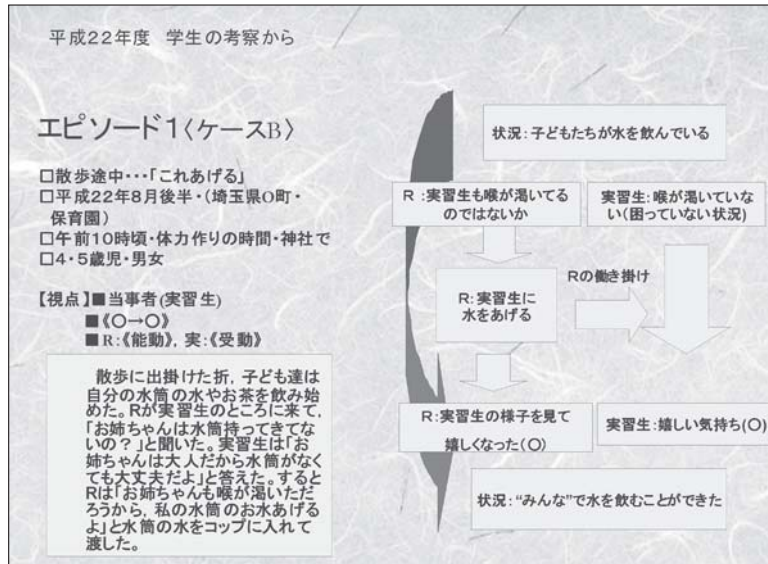 平成22年度 学生の考察から
エピソード1〈ケースB〉
□散歩途中・・・「これあげる」
□平成22年8月後半・(埼玉県O町・
保育園)
□午前10時頃・体力作りの時間・神社で
□4・5歳児・男女
【視点】■当事者(実習生)
■《〇→〇》
■R:《能動》, 実:《受動》
散歩に出掛けた折, 子ども達は
自分の水筒の水やお茶を飲み始
めた。Rが実習生のところに来て,
「お姉ちゃんは水筒持ってきてな
いの?」と聞いた。実習生は「お
姉ちゃんは大人だから水筒がなく
ても大丈夫だよ」と答えた。すると
Rは「お姉ちゃんも喉が渇いただ
ろうから, 私の水筒のお水あげる
よ」と水筒の水をコップに入れて
渡した。
状況:子どもたちが水を飲んでいる
R:実習生も喉が渇いてる
のではないか
実習生:喉が渇いていな
い(困っていない状況)
R:実習生に
水をあげる
Rの働き掛け
R:実習生の様子を見て
嬉しくなった(〇)
実習生:嬉しい気持ち(〇)
状況:“みんな”で水を飲むことができた